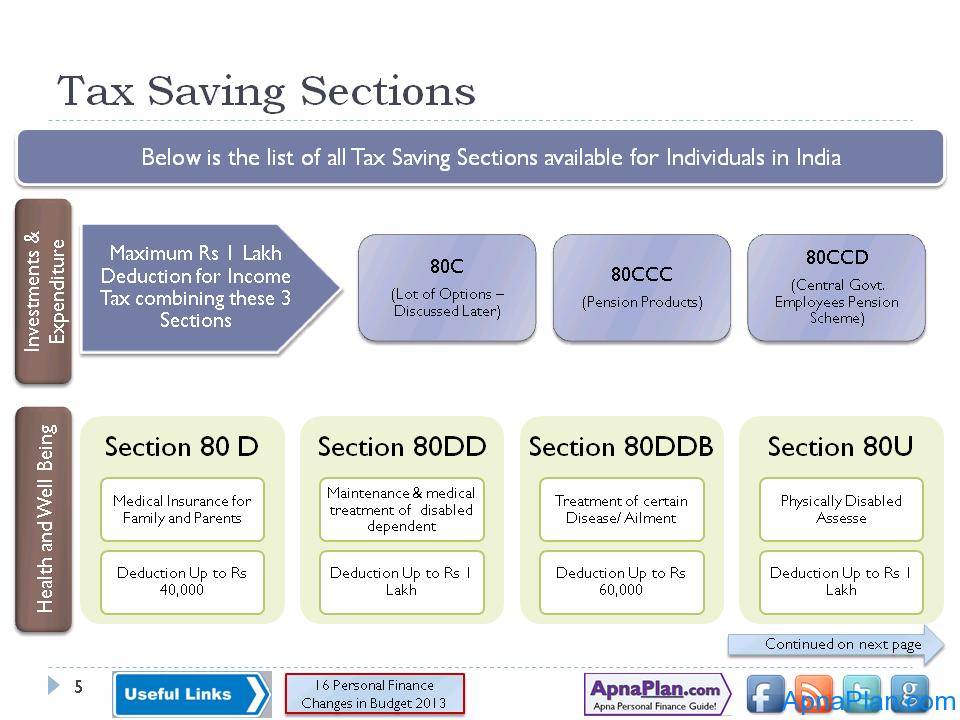 Tax Saving Sections
Below is the list of all Tax Saving Sections available for Individuals in India
Investments &
Expenditure
Maximum Rs 1 Lakh
Deduction for Income
Tax combining these 3
Sections
80C
(Lot of Options –
Discussed Later)
80CCC
(Pension Products)
80CCD
(Central Govt.
Employees Pension
Scheme)
Health and Well Being
Section 80 D
Medical Insurance for
Family and Parents
Deduction Up to Rs
40,000
Section 80DD
Maintenance & medical
treatment of disabled
dependent
Deduction Up to Rs 1
Lakh
Section 80DDB
Treatment of certain
Disease/ Ailment
Deduction Up to Rs
60,000
Section 80U
Physically Disabled
Assesse
Deduction Up to Rs 1
Lakh
Continued on next page
5
Useful Links
16 Personal Finance
Changes in Budget 2013
ApnaPlan.com
Apna Personal Finance Guide!
ApnaPlan.com